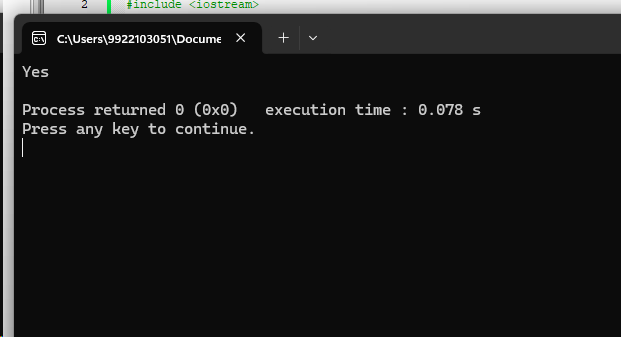 2 #include <iostream>
C:\Users\9922103051\Docume
Yes
Process returned 0 (0x0)   execution time : 0.078 s
Press any key to continue.